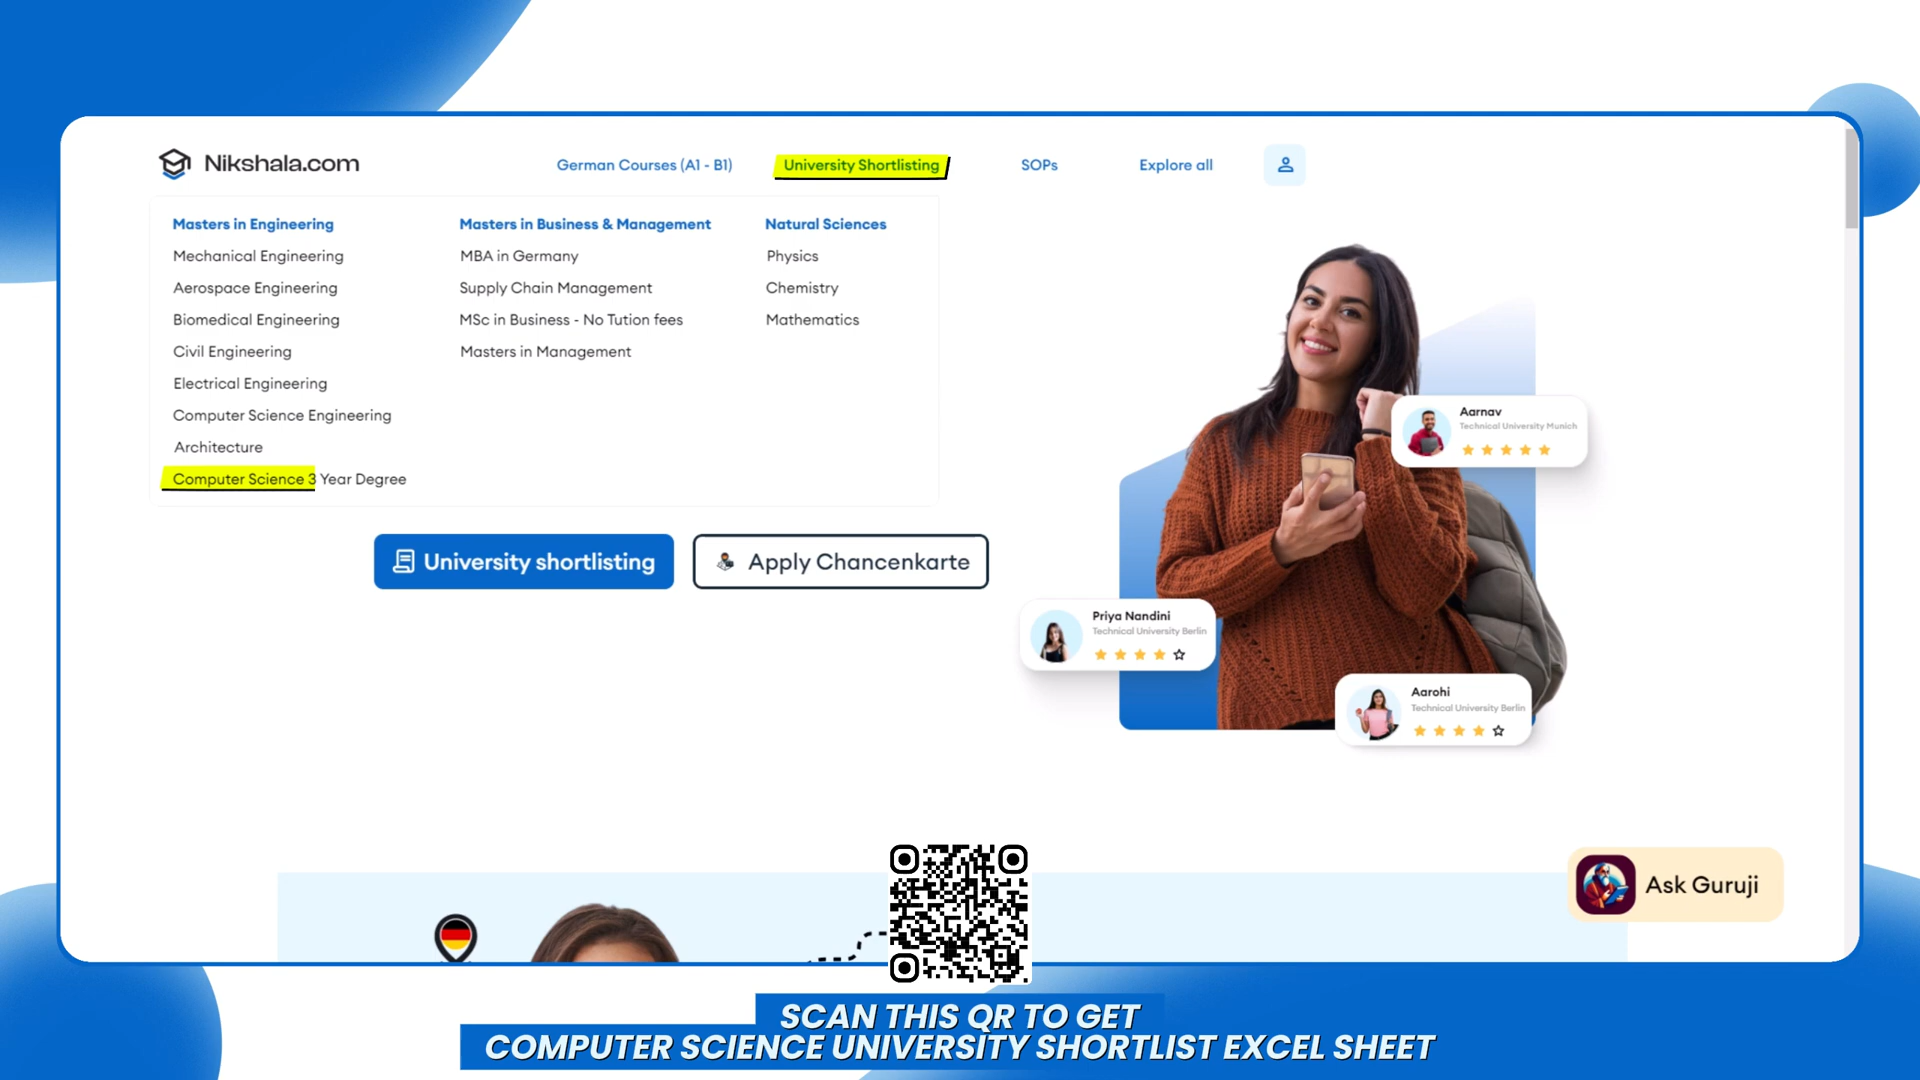 Nikshala.com
German Courses (A1 - B1)
University Shortlisting
SOPs
Explore all
Masters in Engineering
Mechanical Engineering
Aerospace Engineering
Biomedical Engineering
Civil Engineering
Electrical Engineering
Computer Science Engineering
Architecture
Computer Science 3 Year Degree
Masters in Business & Management
MBA in Germany
Supply Chain Management
MSc in Business - No Tution fees
Masters in Management
Natural Sciences
Physics
Chemistry
Mathematics
University shortlisting
Apply Chancenkarte
Aarnav
Technical University Munich
Priya Nandini
Technical University Berlin
Aarohi
Technical University Berlin
Ask Guruji
SCAN THIS QR TO GET
COMPUTER SCIENCE UNIVERSITY SHORTLIST EXCEL SHEET